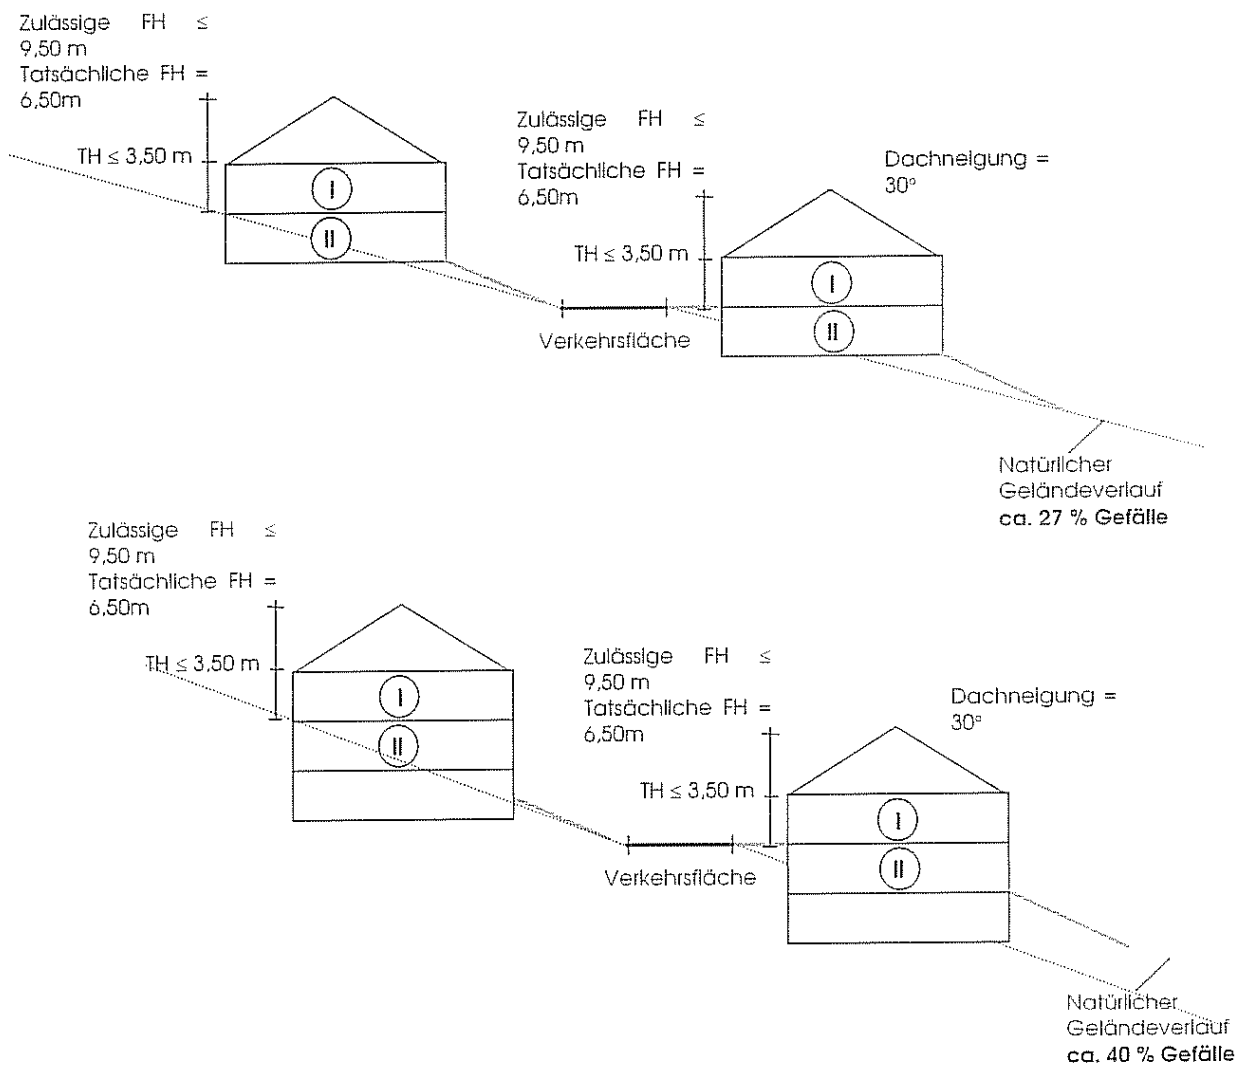 Zulässige FH ≤
9,50 m
Tatsächliche FH =
6,50m
TH ≤ 3,50 m
I
II
Zulässige FH ≤
9,50 m
Tatsächliche FH =
6,50m
Dachneigung =
30°
TH ≤ 3,50 m
I
II
Verkehrsfläche
Natürlicher
Geländeverlauf
ca. 27 % Gefälle
Zulässige FH ≤
9,50 m
Tatsächliche FH =
6,50m
TH ≤ 3,50 m
I
II
Zulässige FH ≤
9,50 m
Tatsächliche FH =
6,50m
Dachneigung =
30°
TH ≤ 3,50 m
I
II
Verkehrsfläche
Natürlicher
Geländeverlauf
ca. 40 % Gefälle